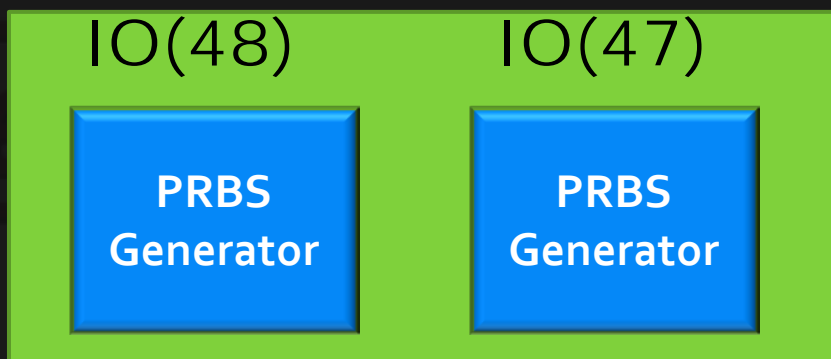 IO(48)
IO(47)
PRBS
Generator
PRBS
Generator